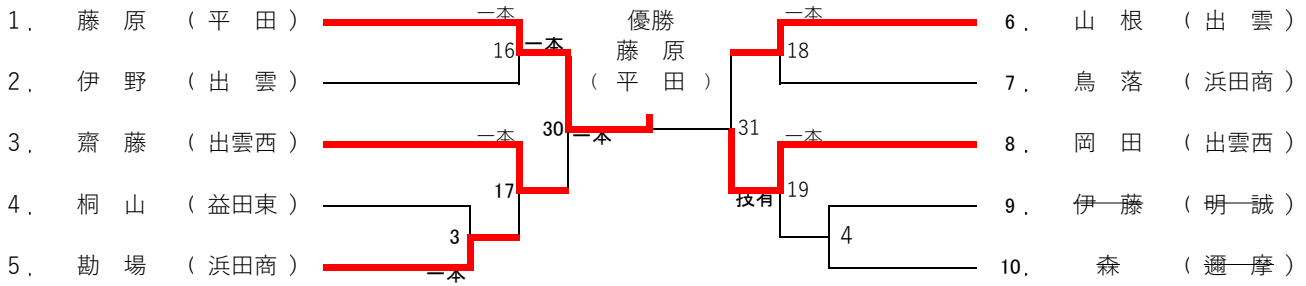 1. 藤原 (平田) 一本 優勝 一本 6. 山根 (出雲)
16 一本 藤原 18
2. 伊野 (出雲) (平田) 7. 鳥落 (浜田商)
30 一本 31
3. 齋藤 (出雲西) 一本 一本 8. 岡田 (出雲西)
17 技有 19
4. 桐山 (益田東) 9. 伊藤 (明誠)
3 4
5. 勘場 (浜田商) 一本 10. 森 (邇摩)